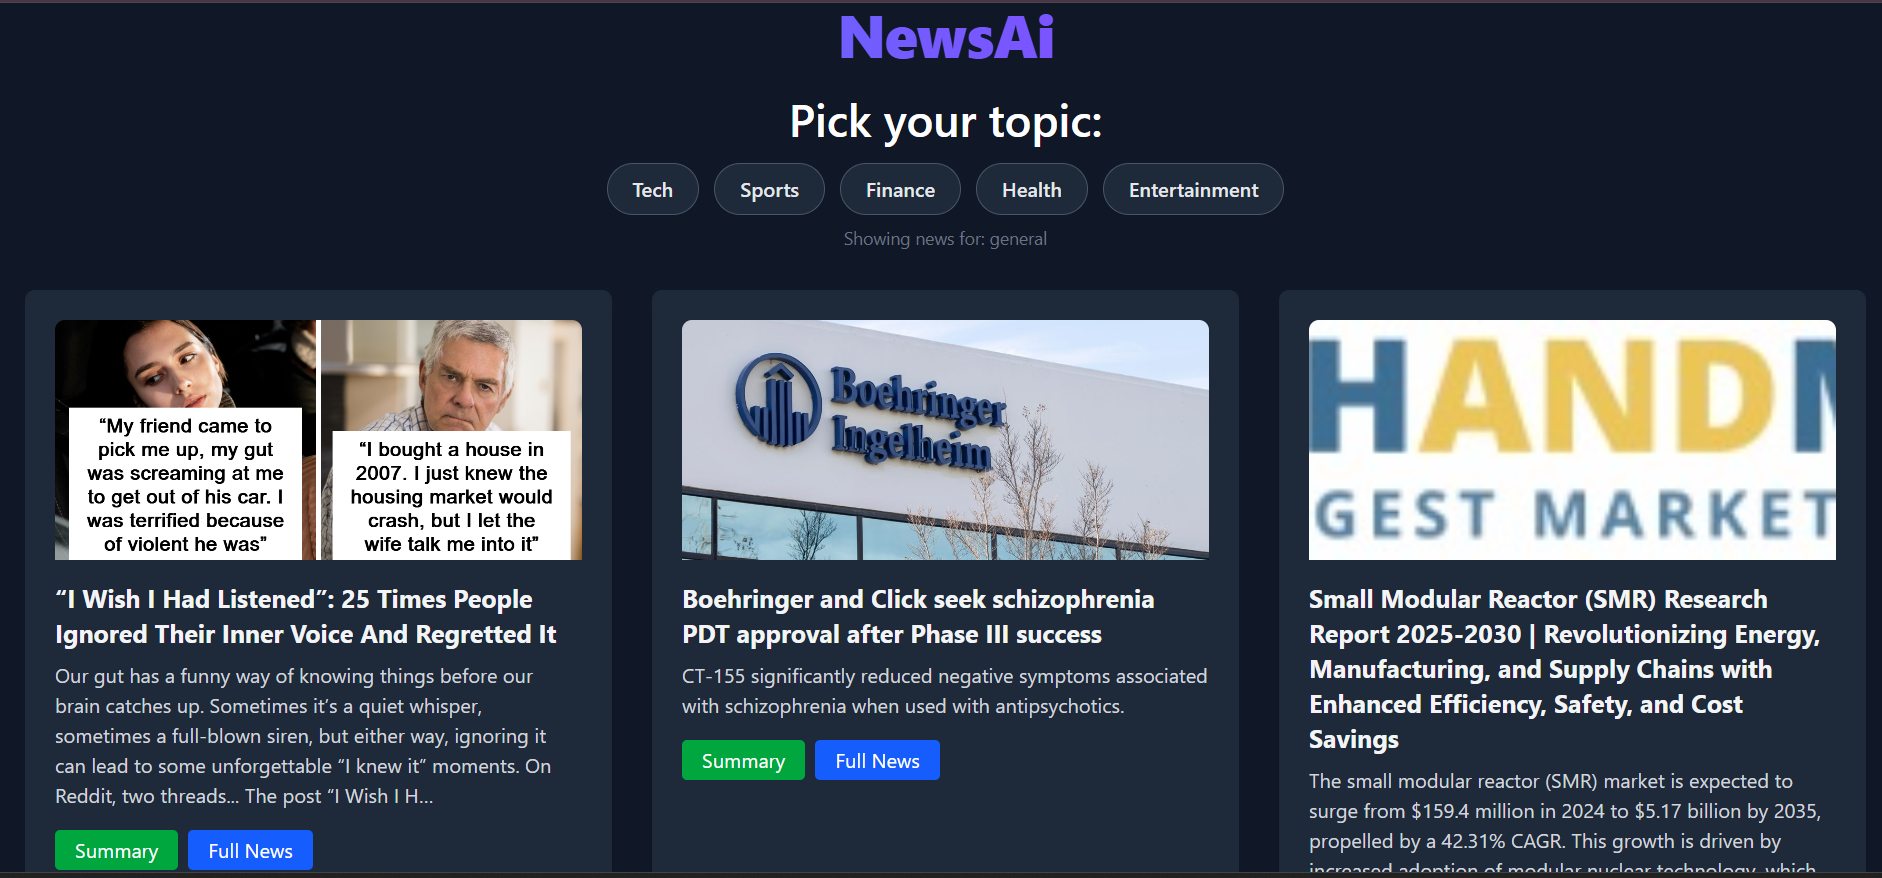 NewsAi
Pick your topic:
Tech
Sports
Finance
Health
Entertainment
Showing news for: general
“My friend came to
pick me up, my gut
was screaming at me
to get out of his car. I
was terrified because
of violent he was”
“I bought a house in
2007. I just knew the
housing market would
crash, but I let the
wife talk me into it”
“I Wish I Had Listened”: 25 Times People
Ignored Their Inner Voice And Regretted It
Our gut has a funny way of knowing things before our
brain catches up. Sometimes it’s a quiet whisper,
sometimes a full-blown siren, but either way, ignoring it
can lead to some unforgettable “I knew it” moments. On
Reddit, two threads... The post “I Wish I H...
Summary
Full News
Boehringer
Ingelheim
Boehringer and Click seek schizophrenia
PDT approval after Phase III success
CT-155 significantly reduced negative symptoms associated
with schizophrenia when used with antipsychotics.
Summary
Full News
HAND
GEST MARKET
Small Modular Reactor (SMR) Research
Report 2025-2030 | Revolutionizing Energy,
Manufacturing, and Supply Chains with
Enhanced Efficiency, Safety, and Cost
Savings
The small modular reactor (SMR) market is expected to
surge from $159.4 million in 2024 to $5.17 billion by 2035,
propelled by a 42.31% CAGR. This growth is driven by
increased adoption of modular nuclear technology, which